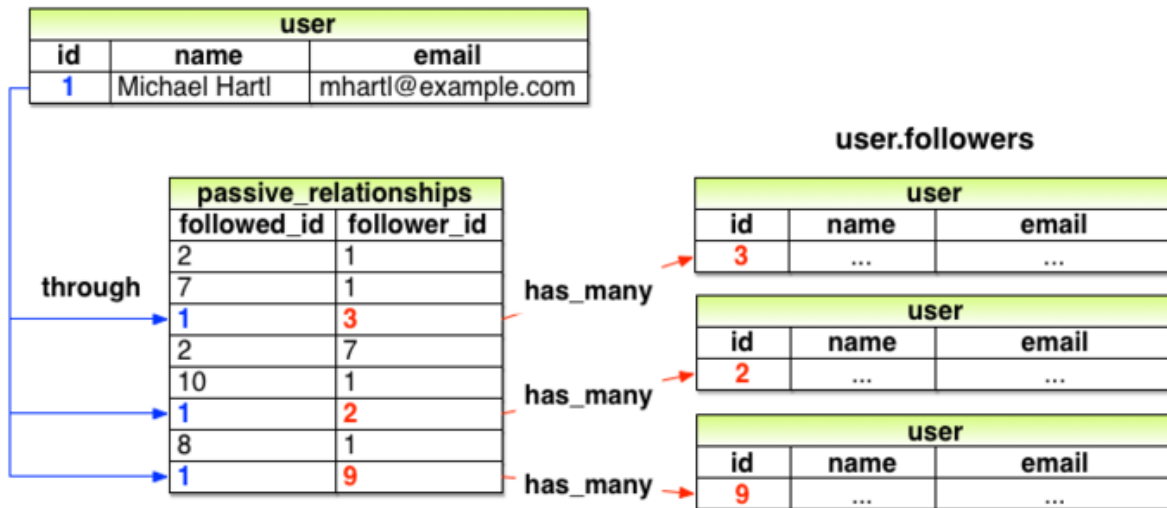 user
id name email
1 Michael Hartl mhartl@example.com
user.followers
passive_relationships
followed_id follower_id
2 1
7 1
1 3
2 7
10 1
1 2
8 1
1 9
through
has_many
has_many
has_many
user
id name email
3 ... ...
user
id name email
2 ... ...
user
id name email
9 ... ...